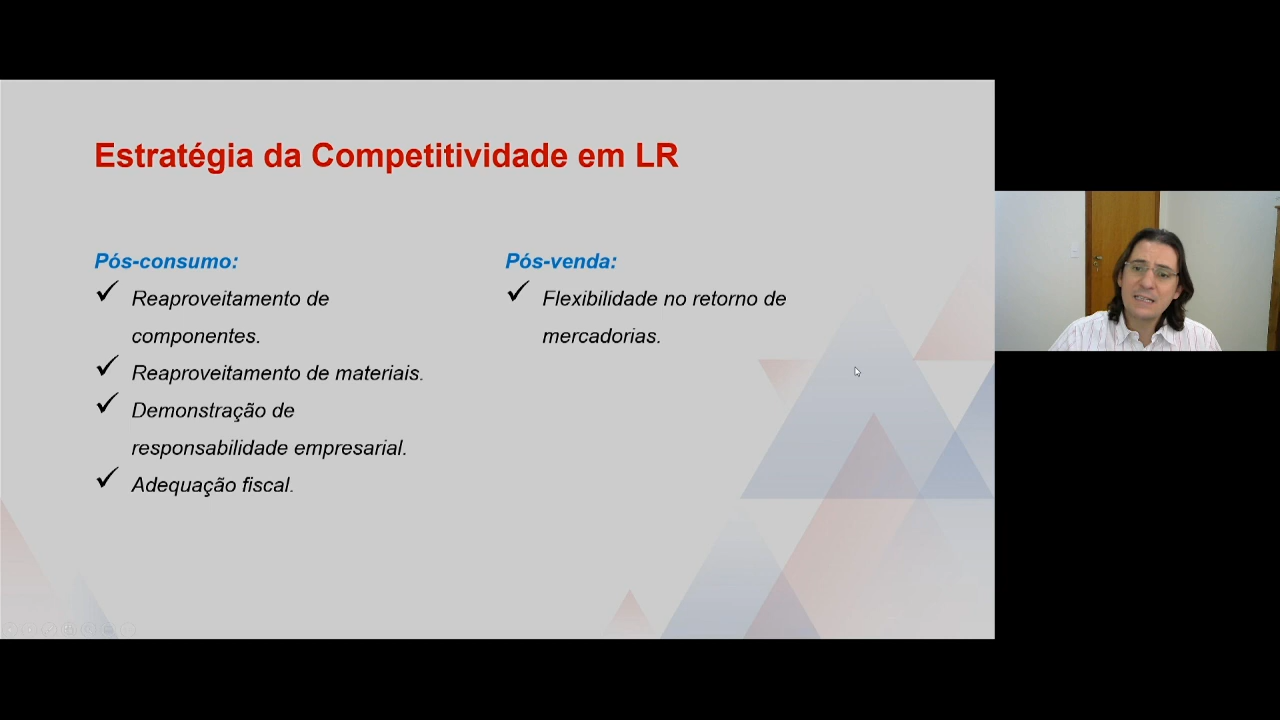 Estratégia da Competitividade em LR
Pós-consumo:
Reaproveitamento de
componentes.
Reaproveitamento de materiais.
Demonstração de
responsabilidade empresarial.
Adequação fiscal.
Pós-venda:
Flexibilidade no retorno de
mercadorias.